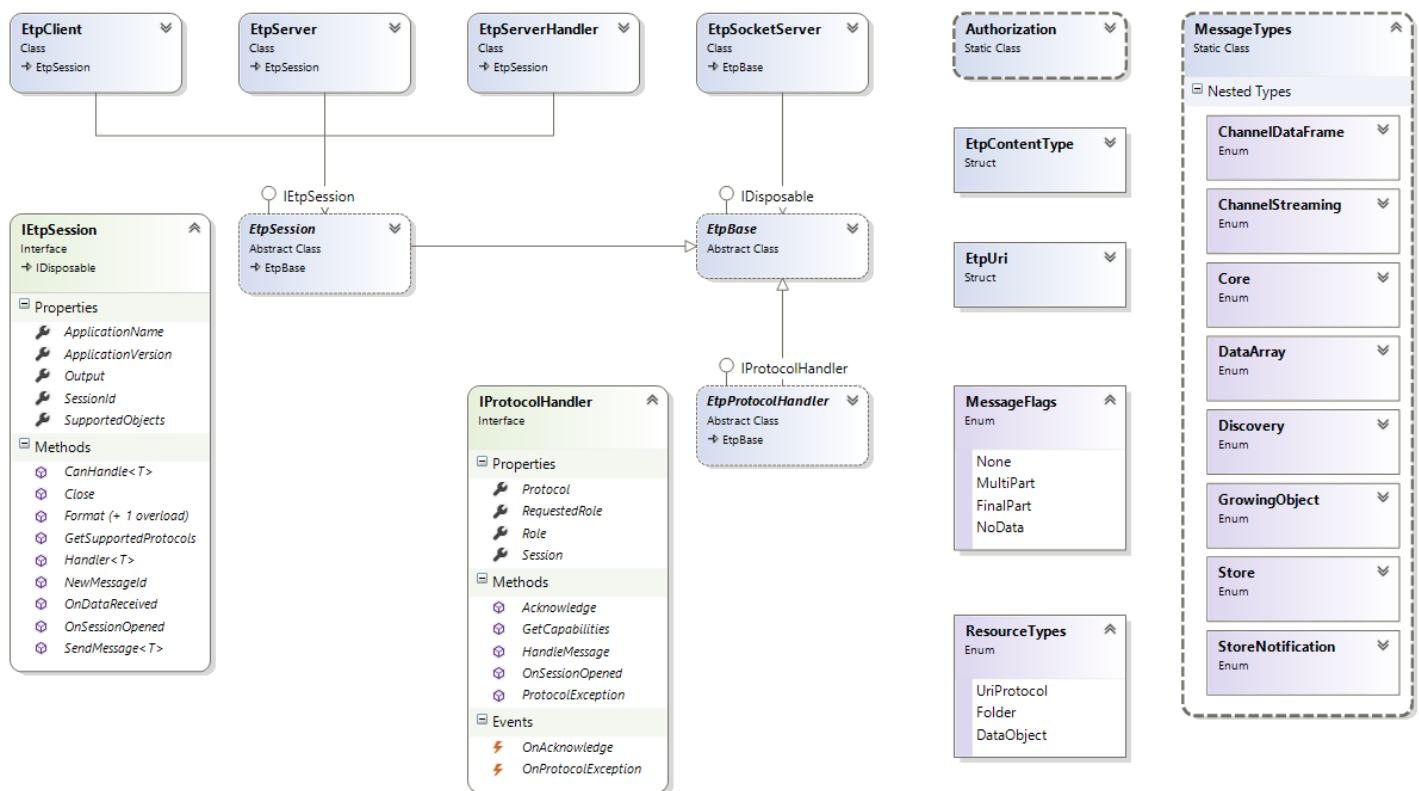 EtpClient
Class
EtpSession
EtpServer
Class
EtpSession
EtpServerHandler
Class
EtpSession
EtpSocketServer
Class
EtpBase
IEtpSession
IDisposable
IEtpSession
Interface
IDisposable
Properties
ApplicationName
ApplicationVersion
Output
SessionId
SupportedObjects
Methods
CanHandle<T>
Close
Format (+ 1 overload)
GetSupportedProtocols
Handler<T>
NewMessageId
OnDataReceived
OnSessionOpened
SendMessage<T>
EtpSession
Abstract Class
EtpBase
EtpBase
Abstract Class
IProtocolHandler
IProtocolHandler
Interface
Properties
Protocol
RequestedRole
Role
Session
Methods
Acknowledge
GetCapabilities
HandleMessage
OnSessionOpened
ProtocolException
Events
OnAcknowledge
OnProtocolException
EtpProtocolHandler
Abstract Class
EtpBase
Authorization
Static Class
EtpContentType
Struct
EtpUri
Struct
MessageFlags
Enum
None
MultiPart
FinalPart
NoData
ResourceTypes
Enum
UriProtocol
Folder
DataObject
MessageTypes
Static Class
Nested Types
ChannelDataFrame
Enum
ChannelStreaming
Enum
Core
Enum
DataArray
Enum
Discovery
Enum
GrowingObject
Enum
Store
Enum
StoreNotification
Enum